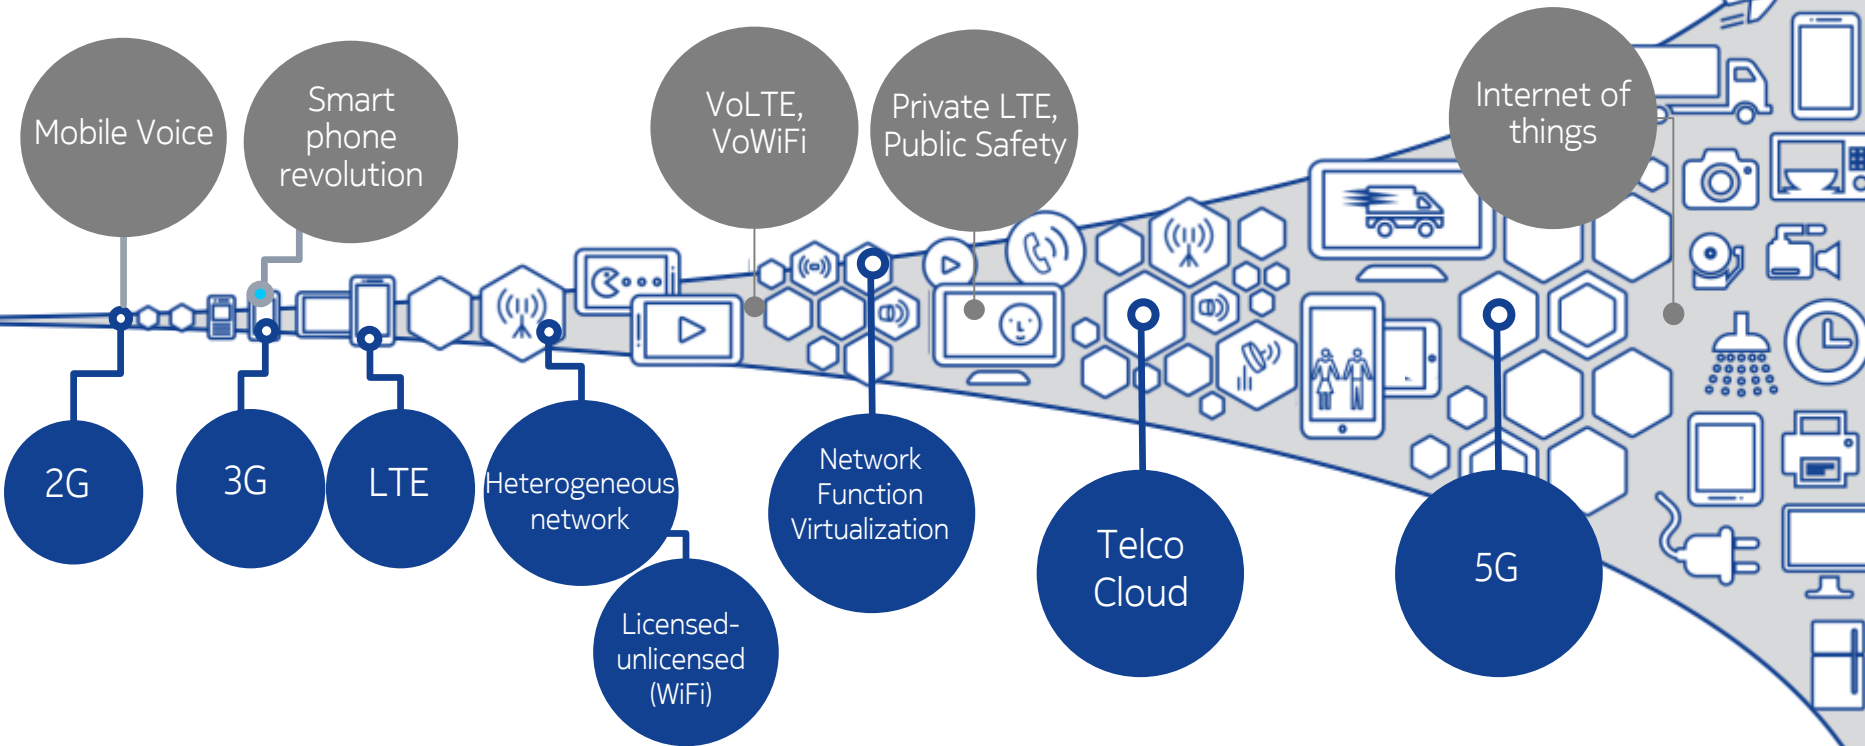 Mobile Voice
Smart
phone
revolution
VoLTE,
VoWiFi
Private LTE,
Public Safety
Internet of
things
2G
3G
LTE
Heterogeneous
network
Licensed-
unlicensed
(WiFi)
Network
Function
Virtualization
Telco
Cloud
5G